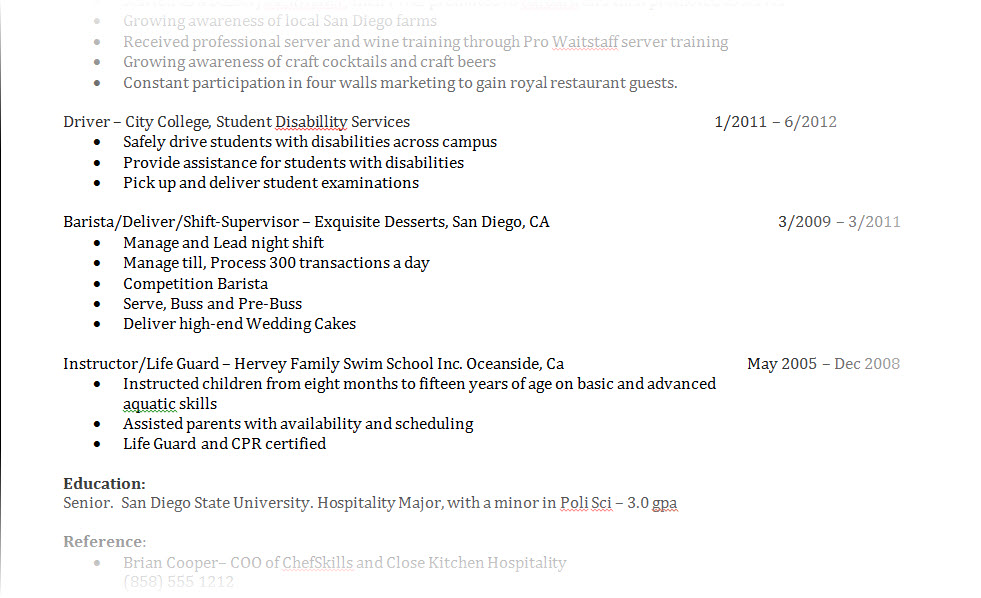 • Growing awareness of local San Diego farms
• Received professional server and wine training through Pro Waitstaff server training
• Growing awareness of craft cocktails and craft beers
• Constant participation in four walls marketing to gain royal restaurant guests.
Driver – City College, Student Disabillity Services 1/2011 – 6/2012
• Safely drive students with disabilities across campus
• Provide assistance for students with disabilities
• Pick up and deliver student examinations
Barista/Deliver/Shift-Supervisor – Exquisite Desserts, San Diego, CA 3/2009 – 3/2011
• Manage and Lead night shift
• Manage till, Process 300 transactions a day
• Competition Barista
• Serve, Buss and Pre-Buss
• Deliver high-end Wedding Cakes
Instructor/Life Guard – Hervey Family Swim School Inc. Oceanside, Ca May 2005 – Dec 2008
• Instructed children from eight months to fifteen years of age on basic and advanced
aquatic skills
• Assisted parents with availability and scheduling
• Life Guard and CPR certified
Education:
Senior.  San Diego State University. Hospitality Major, with a minor in Poli Sci – 3.0 gpa
Reference:
• Brian Cooper– COO of ChefSkills and Close Kitchen Hospitality
(858) 555 1212